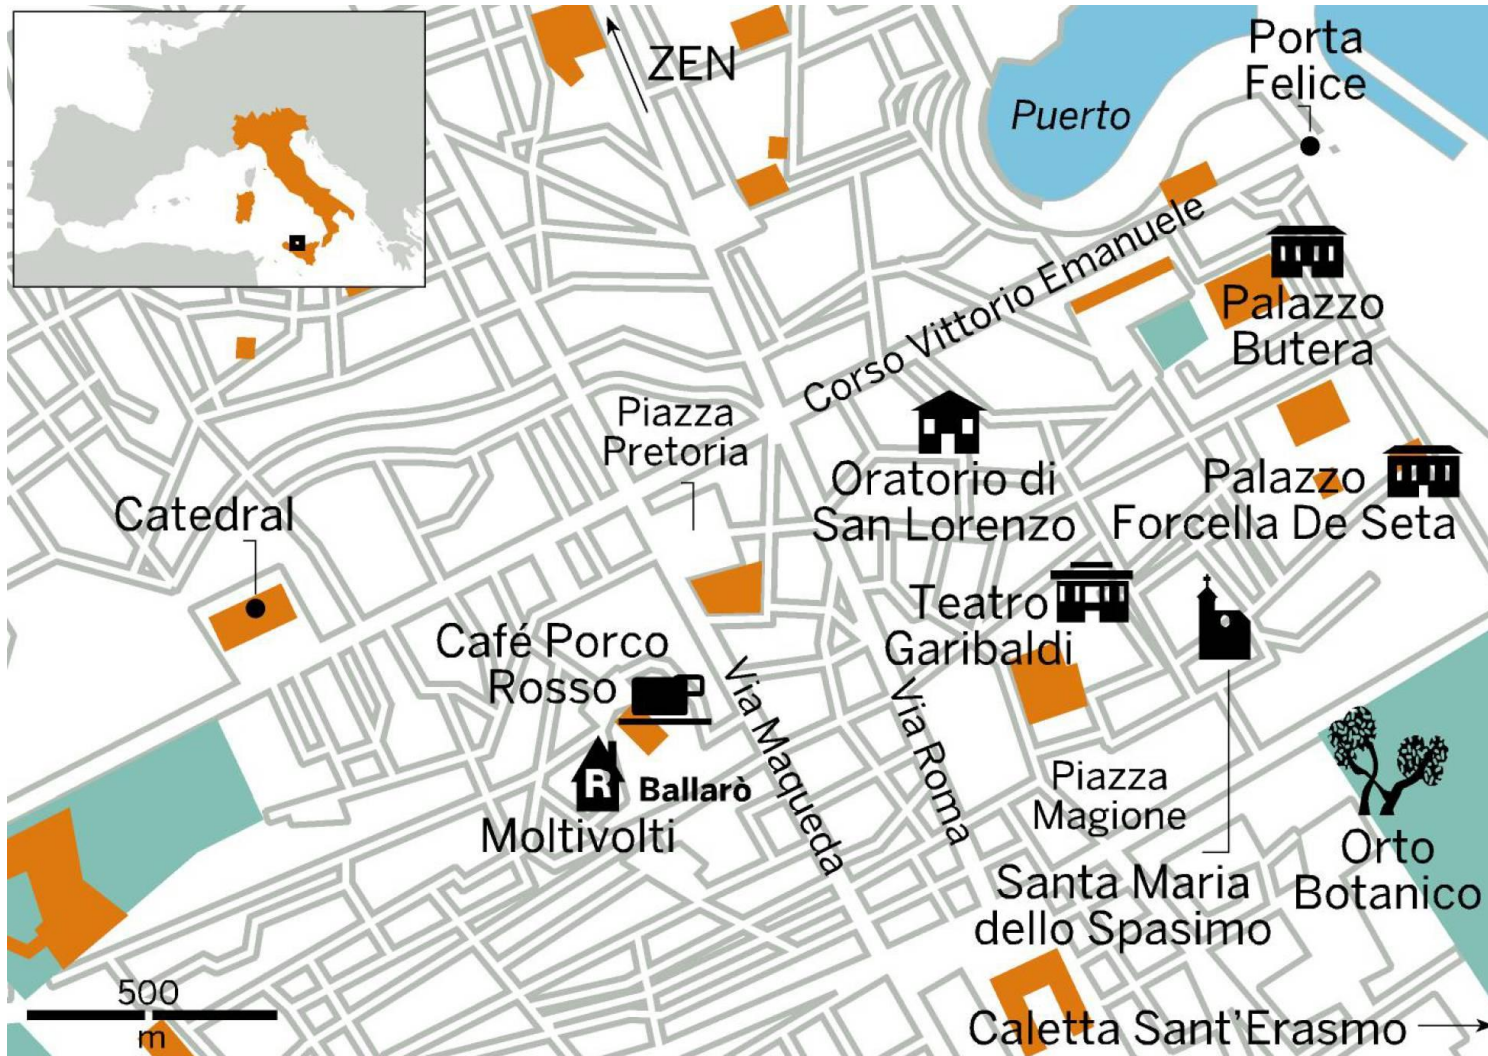 ZEN
Porta
Felice
Puerto
Corso Vittorio Emanuele
Palazzo
Butera
Piazza
Pretoria
Oratorio di
San Lorenzo
Palazzo
Forcella De Seta
Catedral
Teatro
Garibaldi
Café Porco
Rosso
Via Maqueda
Via Roma
R
Ballarò
Moltivolti
Piazza
Magione
Santa Maria
dello Spasimo
Orto
Botanico
500
m
Caletta Sant'Erasmo